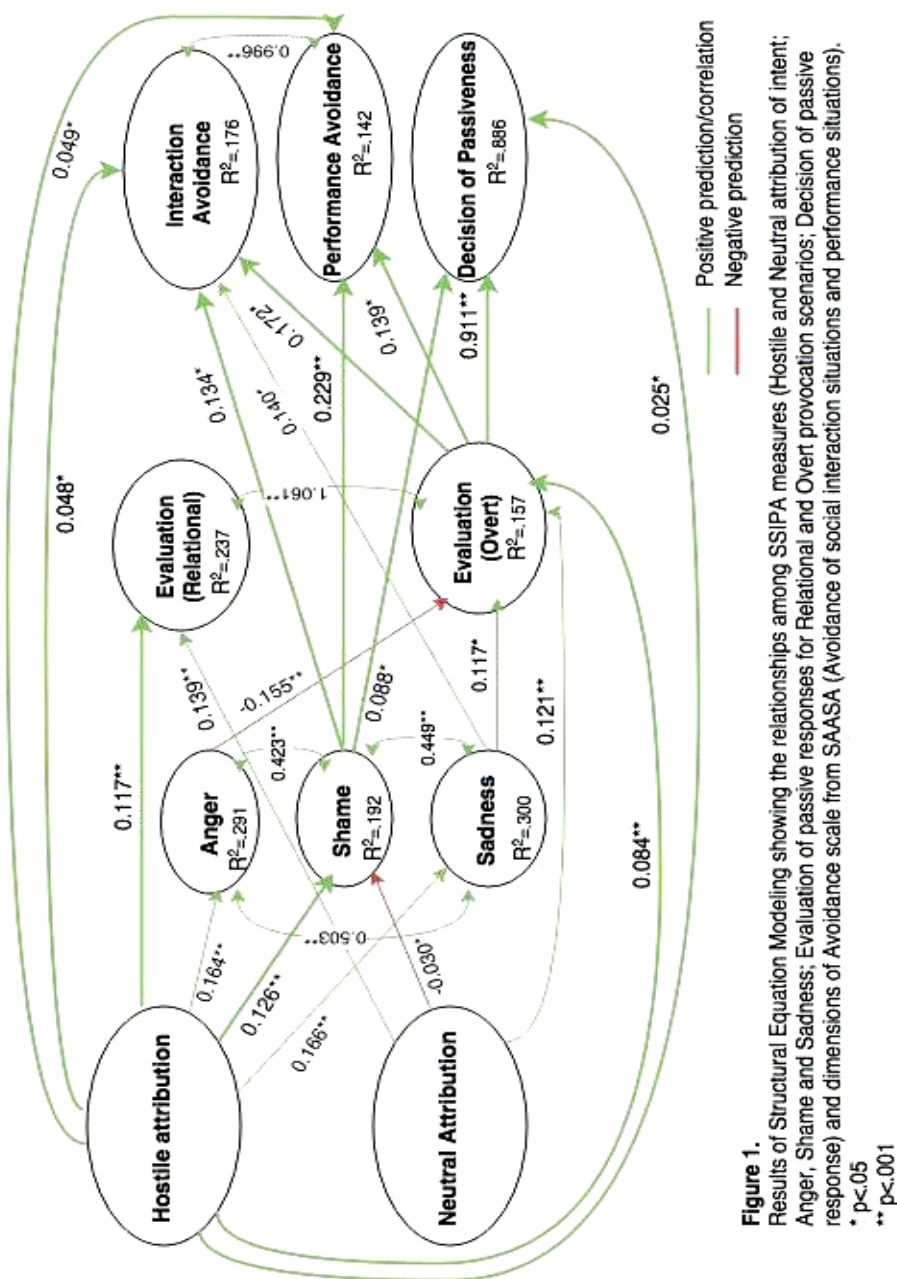 0.049*
0.048*
0.117**
Hostile attribution
0.164**
0.126**
0.166**
Neutral Attribution
-0.030*
0.503**
Anger
R²=.291
0.423**
Shame
R²=.192
0.449**
Sadness
R²=.300
0.139**
-0.155**
0.088*
0.117*
0.121**
0.084**
Evaluation
(Relational)
R²=.237
1.061**
Evaluation
(Overt)
R²=.157
0.134*
0.140*
0.172*
0.229**
0.139*
0.911**
0.025*
Interaction
Avoidance
R²=.176
0.996**
Performance Avoidance
R²=.142
Decision of Passiveness
R²=.886
Positive prediction/correlation
Negative prediction
Figure 1.
Results of Structural Equation Modeling showing the relationships among SSIPA measures (Hostile and Neutral attribution of intent;
Anger, Shame and Sadness; Evaluation of passive responses for Relational and Overt provocation scenarios; Decision of passive
response) and dimensions of Avoidance scale from SAASA (Avoidance of social interaction situations and performance situations).
* p<.05
** p<.001